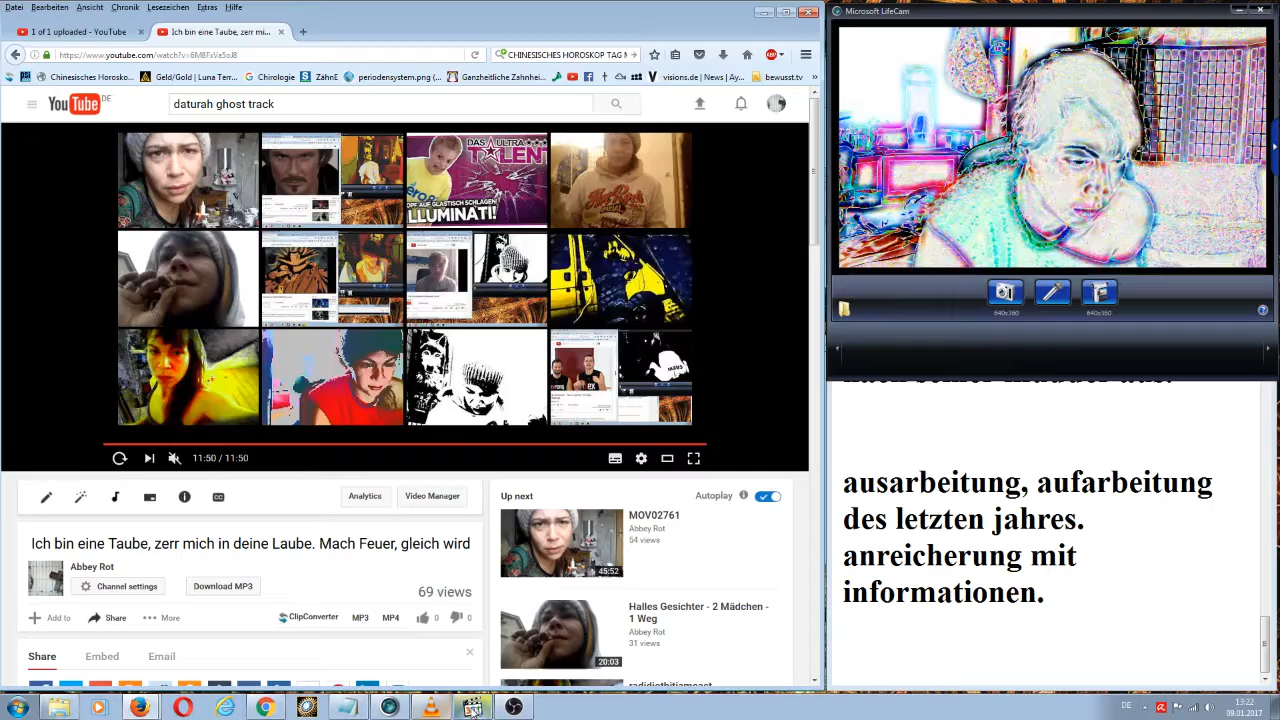 Datei Bearbeiten Ansicht Chronik Lesezeichen Extras Hilfe
Microsoft LifeCam
1 of 1 uploaded - YouTube
Ich bin eine Taube, zerr mi...
CHINESISCHES HOROSKOP TAG M
ABP
Chinesisches Horosko...
Geld/Geld | Luna Terr...
Chirologie
ZähnE
periodensystem.png (...
Ganzheitliche Zahnhei...
visions.de | News | Ay...
bewusst.tv
YouTube DE
daturah ghost track
DAS ULTRA
TALENT
ILLUMINATI!
640x360
640x360
11:50 / 11:50
ausarbeitung, aufarbeitung
des letzten jahres.
anreicherung mit
informationen.
Analytics
Video Manager
Up next
Autoplay
Ich bin eine Taube, zerr mich in deine Laube. Mach Feuer, gleich wird
Abbey Rot
Channel settings
Download MP3
69 views
Add to
Share
More
ClipConverter
MP3
MP4
0
0
Share
Embed
Email
MOV02761
Abbey Rot
54 views
45:52
Halles Gesichter - 2 Mädchen -
1 Weg
Abbey Rot
31 views
20:03
DE
13:22
09.01.2017